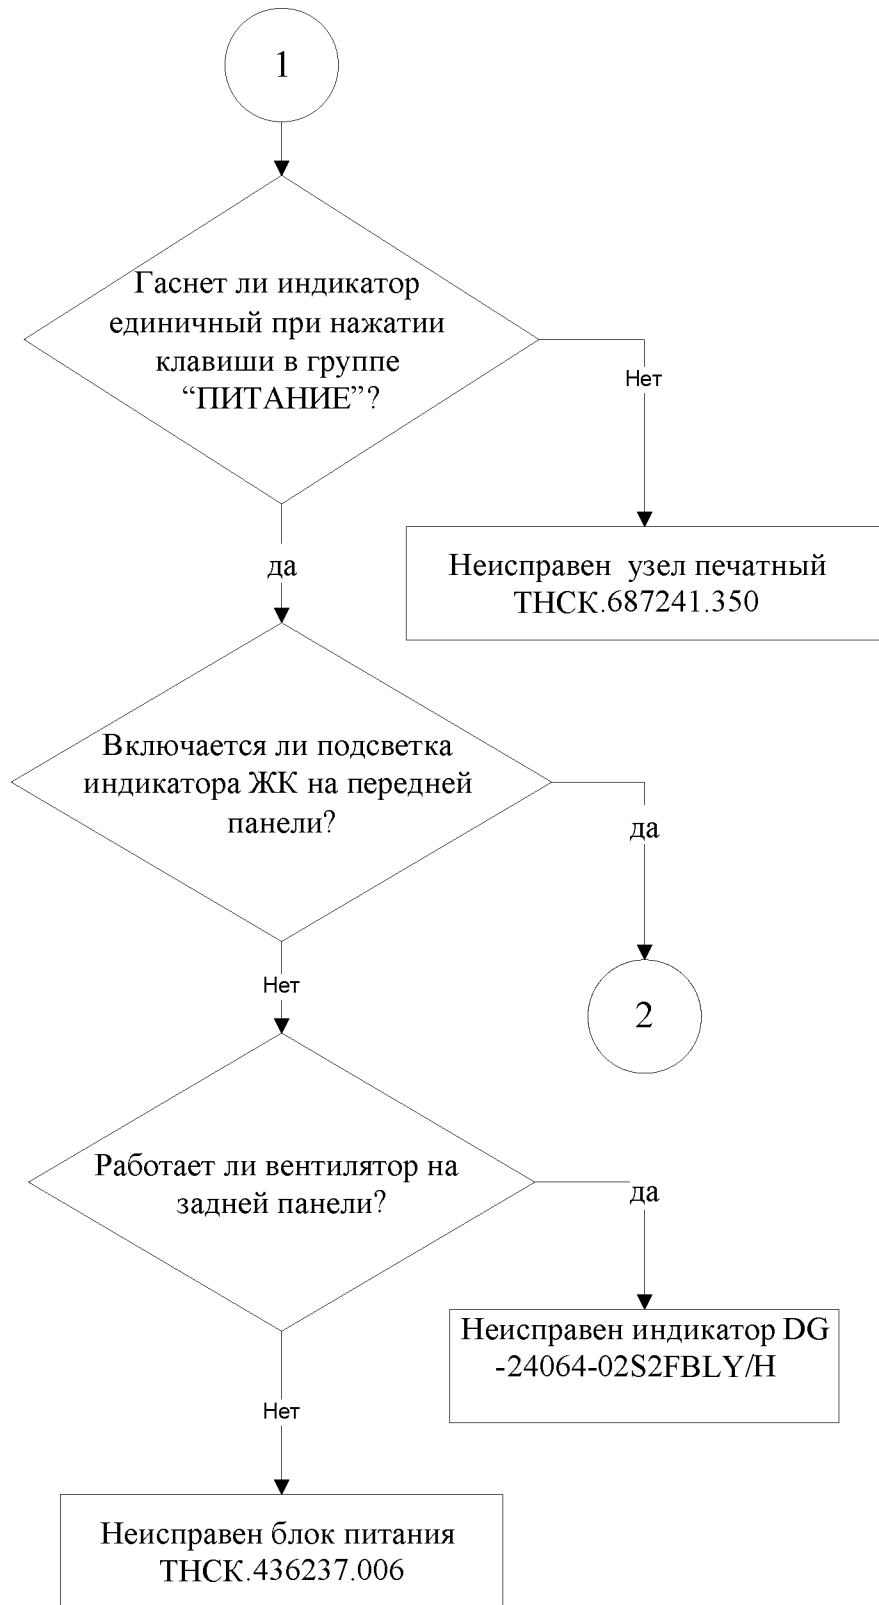 1
Гаснет ли индикатор
единичный при нажатии
клавиши в группе
“ПИТАНИЕ”?
Нет
Неисправен узел печатный
ТНСК.687241.350
да
Включается ли подсветка
индикатора ЖК на передней
панели?
да
2
Нет
Работает ли вентилятор на
задней панели?
да
Неисправен индикатор DG
-24064-02S2FBLY/H
Нет
Неисправен блок питания
ТНСК.436237.006